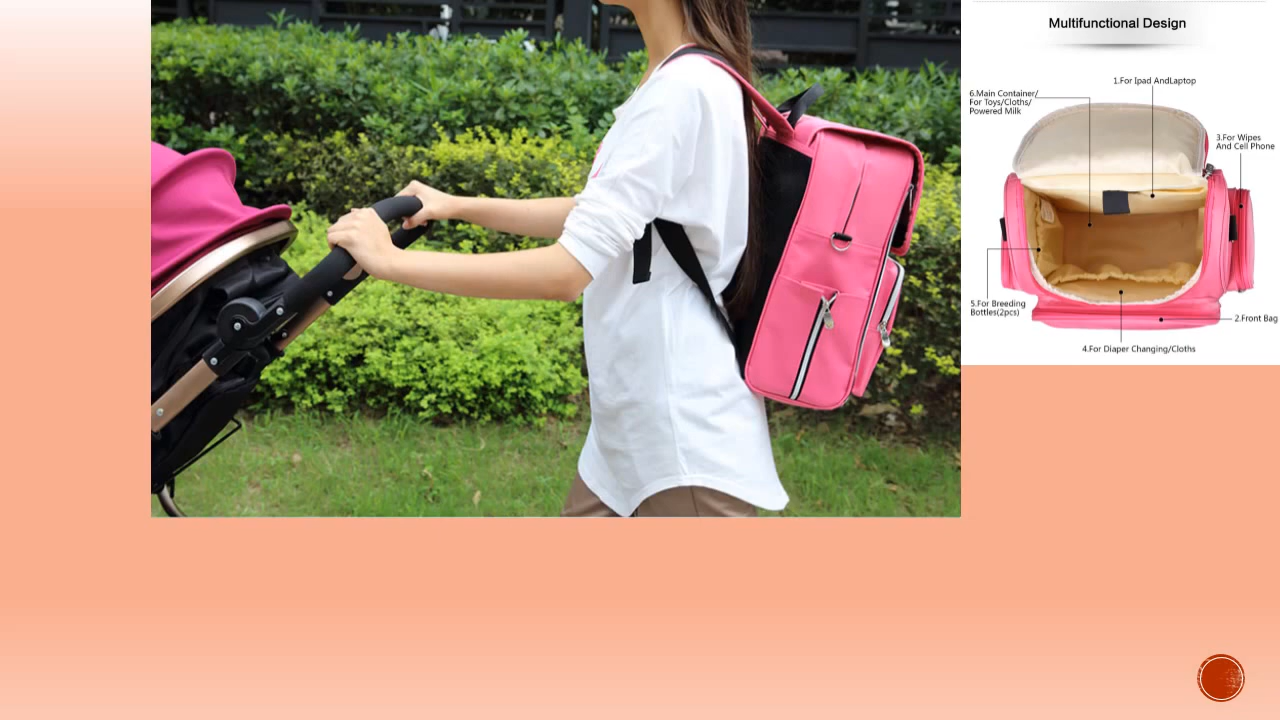 Multifunctional Design
1.For Ipad AndLaptop
6.Main Container/
For Toys/Cloths/
Powered Milk
3.For Wipes
And Cell Phone
5.For Breeding
Bottles(2pcs)
2.Front Bag
4.For Diaper Changing/Cloths